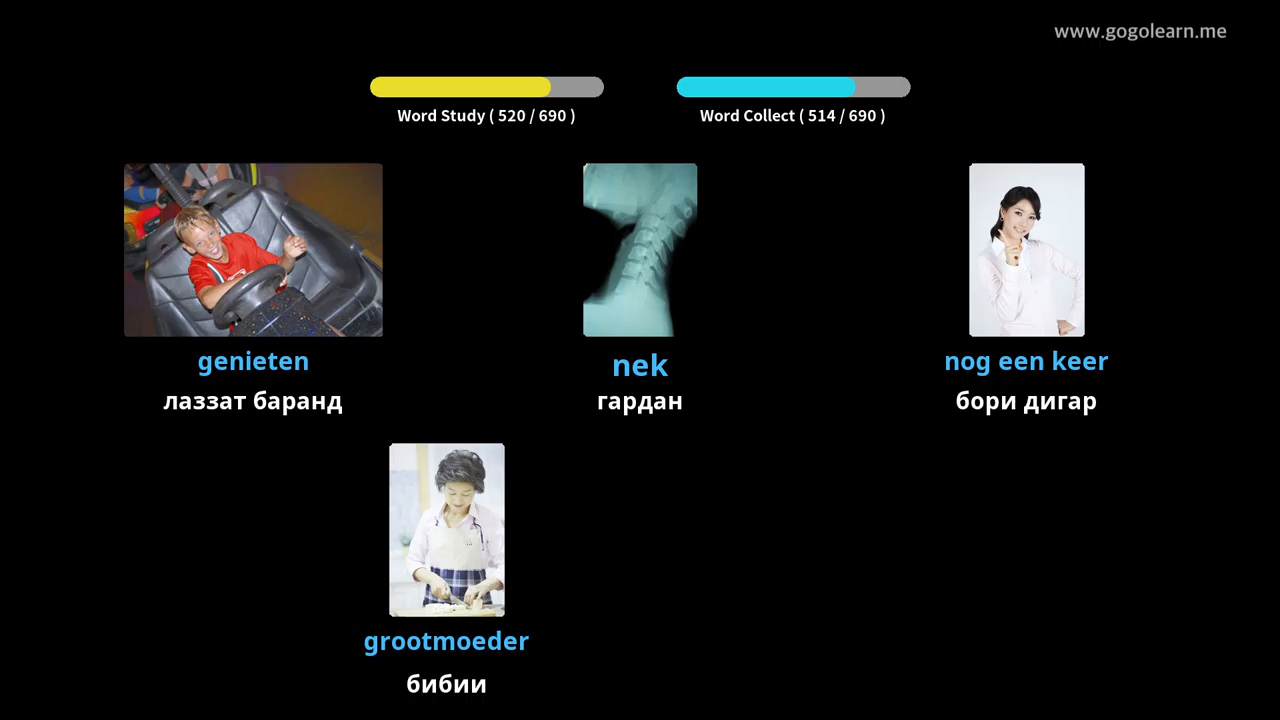 www.gogolearn.me
Word Study ( 520 / 690 )
Word Collect ( 514 / 690 )
genieten
лаззат баранд
nek
гардан
nog een keer
бори дигар
grootmoeder
бибии